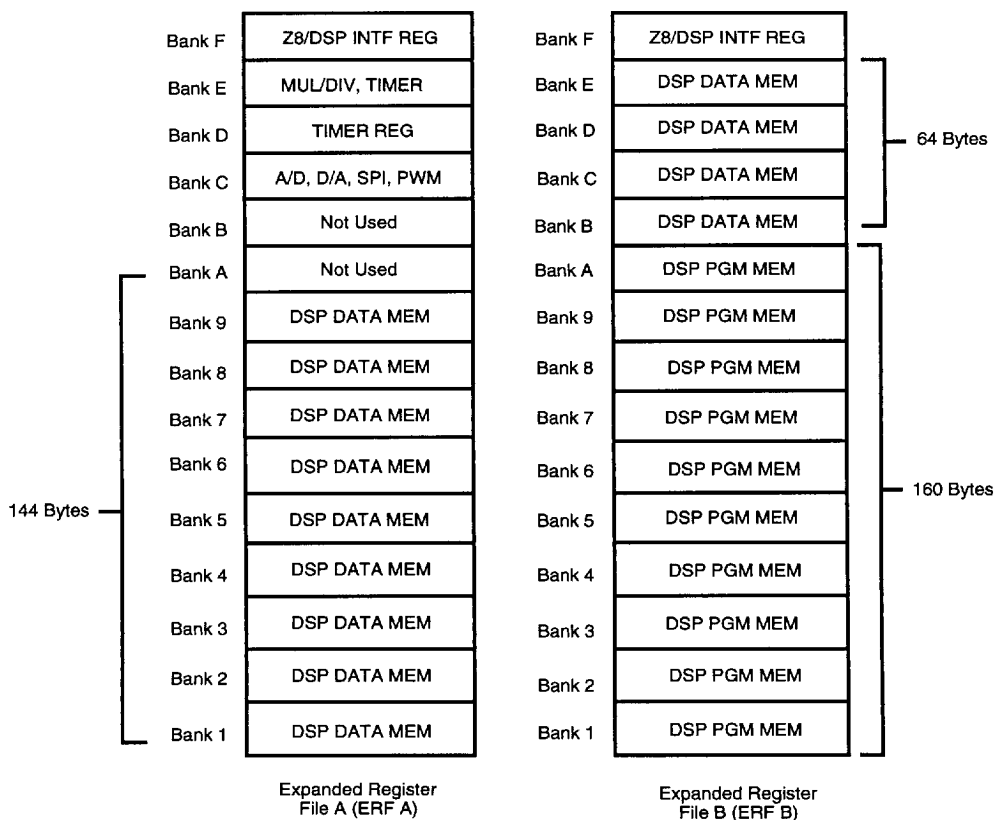 Bank F Z8/DSP INTF REG
Bank E MUL/DIV, TIMER
Bank D TIMER REG
Bank C A/D, D/A, SPI, PWM
Bank B Not Used
Bank A Not Used
Bank 9 DSP DATA MEM
Bank 8 DSP DATA MEM
Bank 7 DSP DATA MEM
Bank 6 DSP DATA MEM
Bank 5 DSP DATA MEM
Bank 4 DSP DATA MEM
Bank 3 DSP DATA MEM
Bank 2 DSP DATA MEM
Bank 1 DSP DATA MEM
144 Bytes
Expanded Register
File A (ERF A)
Bank F Z8/DSP INTF REG
Bank E DSP DATA MEM
Bank D DSP DATA MEM
Bank C DSP DATA MEM
Bank B DSP DATA MEM
Bank A DSP PGM MEM
Bank 9 DSP PGM MEM
Bank 8 DSP PGM MEM
Bank 7 DSP PGM MEM
Bank 6 DSP PGM MEM
Bank 5 DSP PGM MEM
Bank 4 DSP PGM MEM
Bank 3 DSP PGM MEM
Bank 2 DSP PGM MEM
Bank 1 DSP PGM MEM
64 Bytes
160 Bytes
Expanded Register
File B (ERF B)